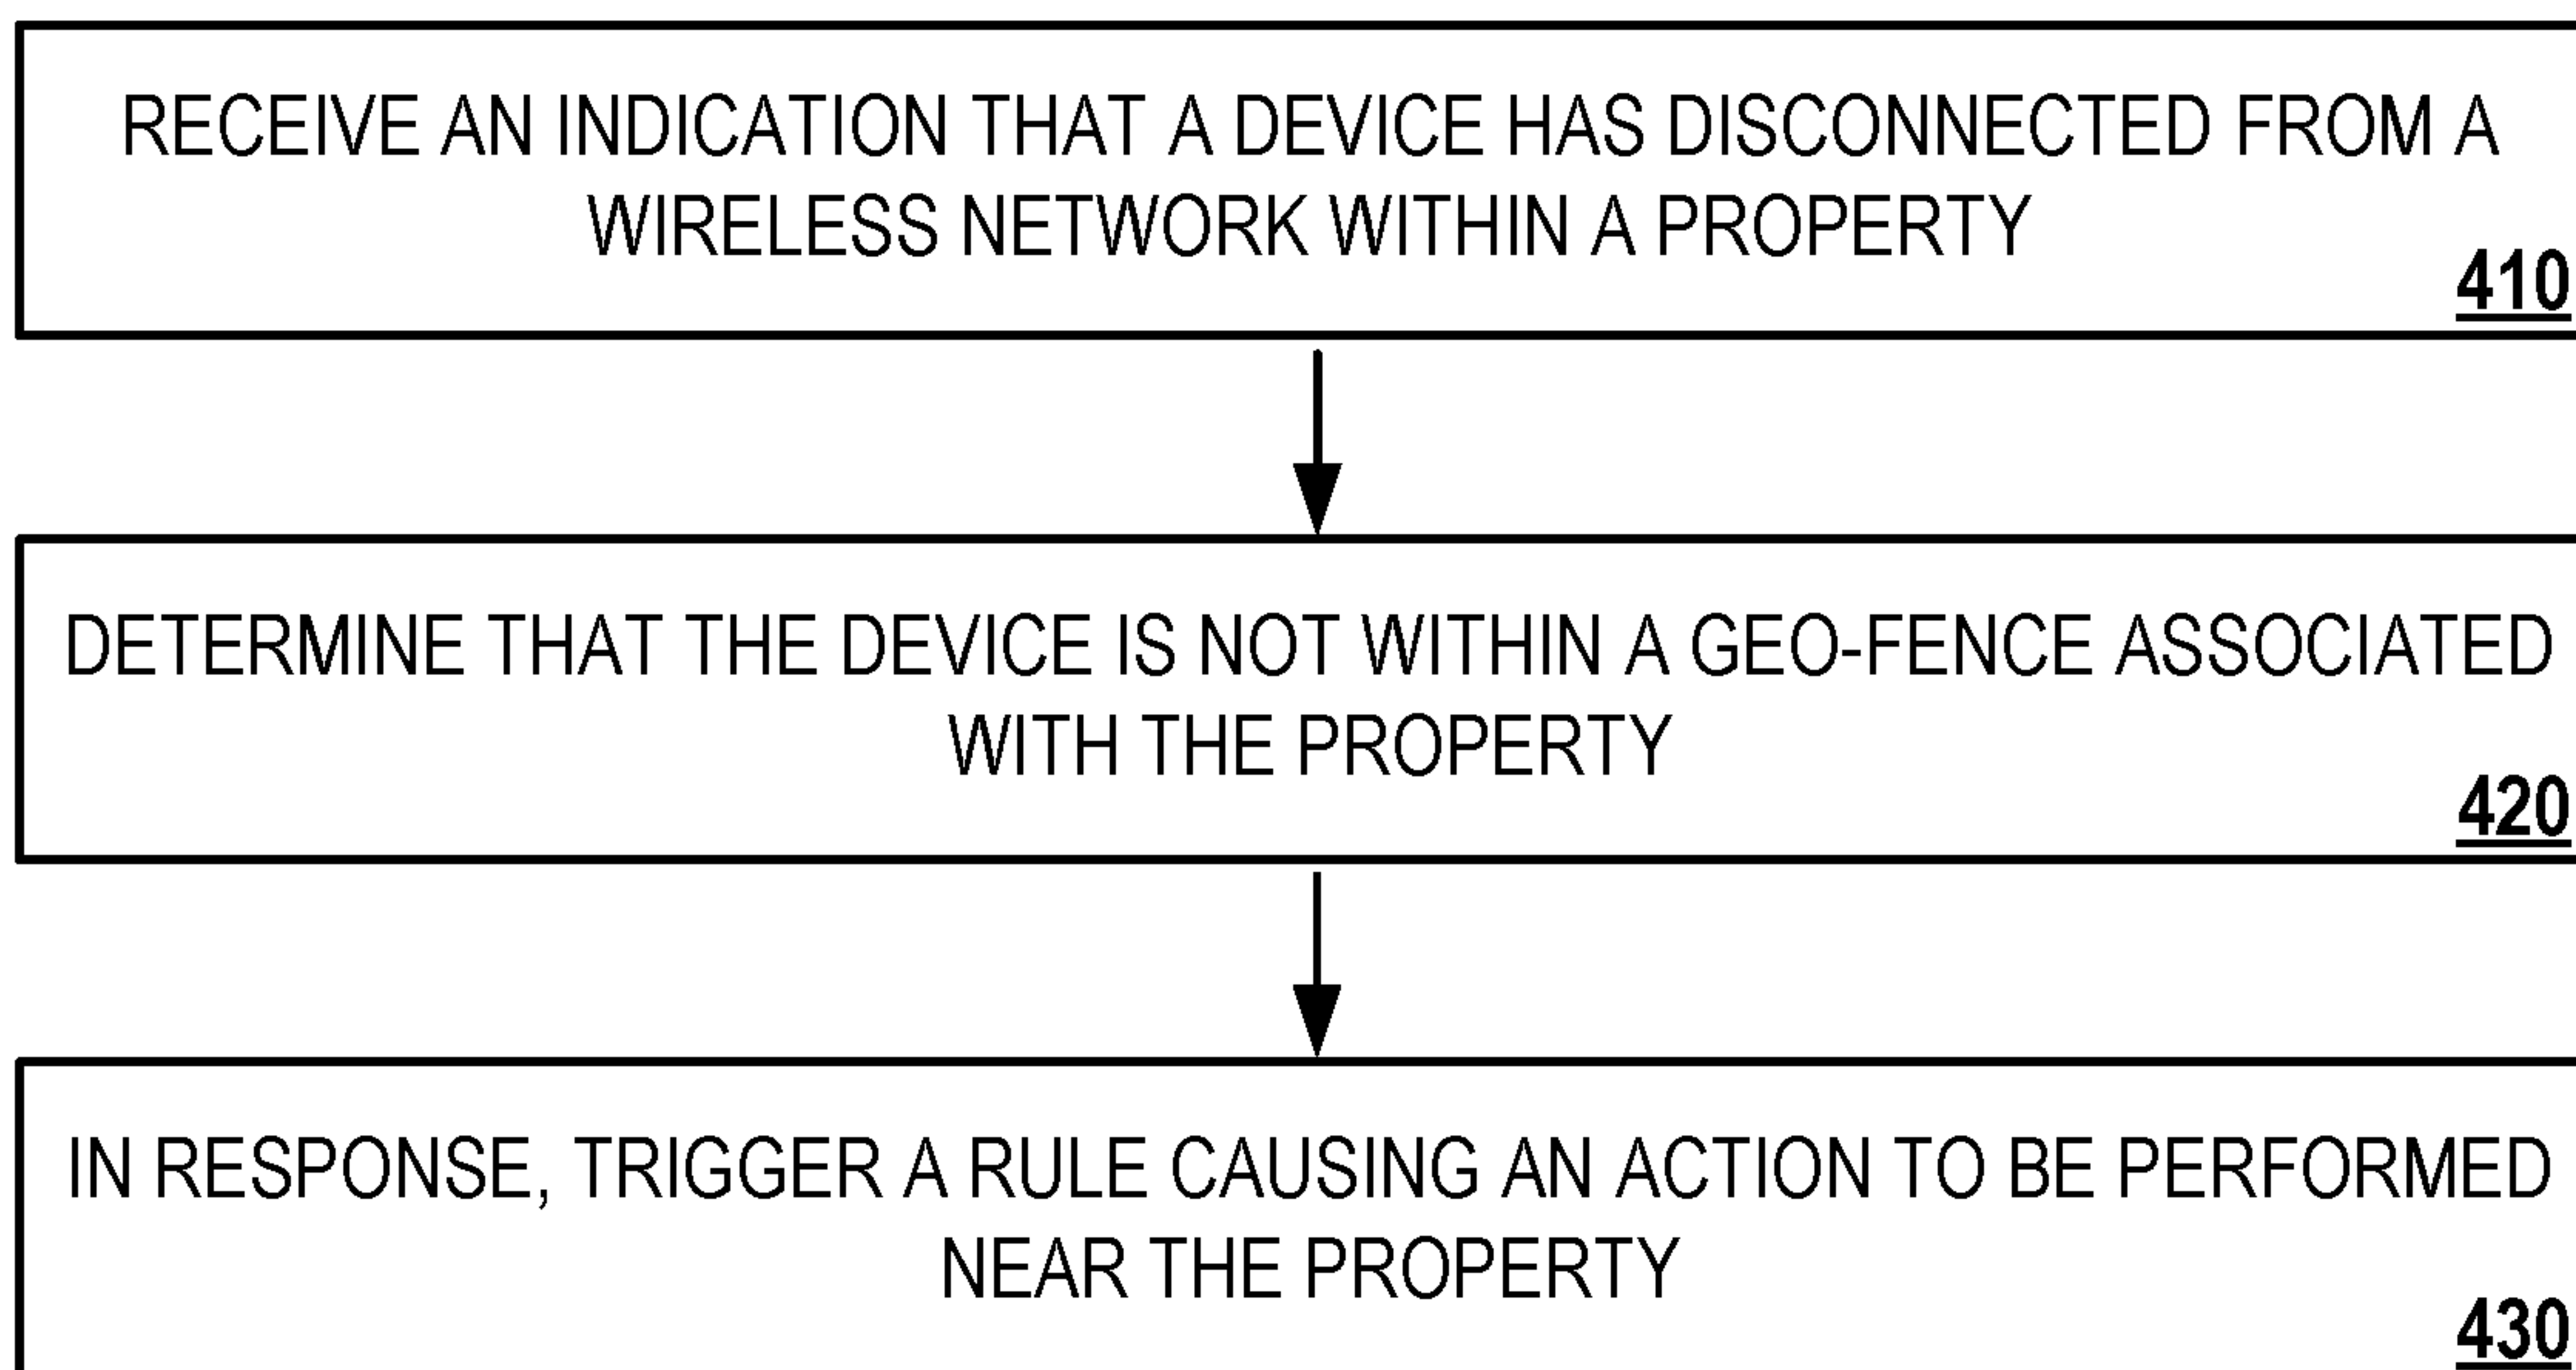 RECEIVE AN INDICATION THAT A DEVICE HAS DISCONNECTED FROM A
WIRELESS NETWORK WITHIN A PROPERTY
410
DETERMINE THAT THE DEVICE IS NOT WITHIN A GEO-FENCE ASSOCIATED
WITH THE PROPERTY
420
IN RESPONSE, TRIGGER A RULE CAUSING AN ACTION TO BE PERFORMED
NEAR THE PROPERTY
430